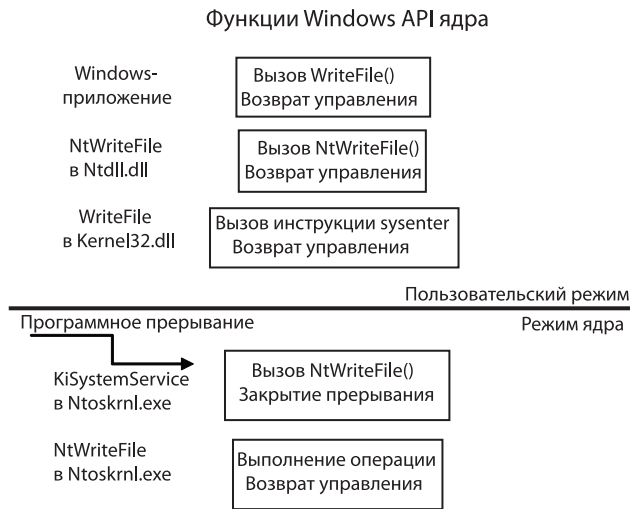 Функции Windows API ядра
Windows-
приложение
Вызов WriteFile()
Возврат управления
NtWriteFile
в Ntdll.dll
Вызов NtWriteFile()
Возврат управления
WriteFile
в Kernel32.dll
Вызов инструкции sysenter
Возврат управления
Пользовательский режим
Программное прерывание
Режим ядра
KiSystemService
в Ntoskrnl.exe
Вызов NtWriteFile()
Закрытие прерывания
NtWriteFile
в Ntoskrnl.exe
Выполнение операции
Возврат управления